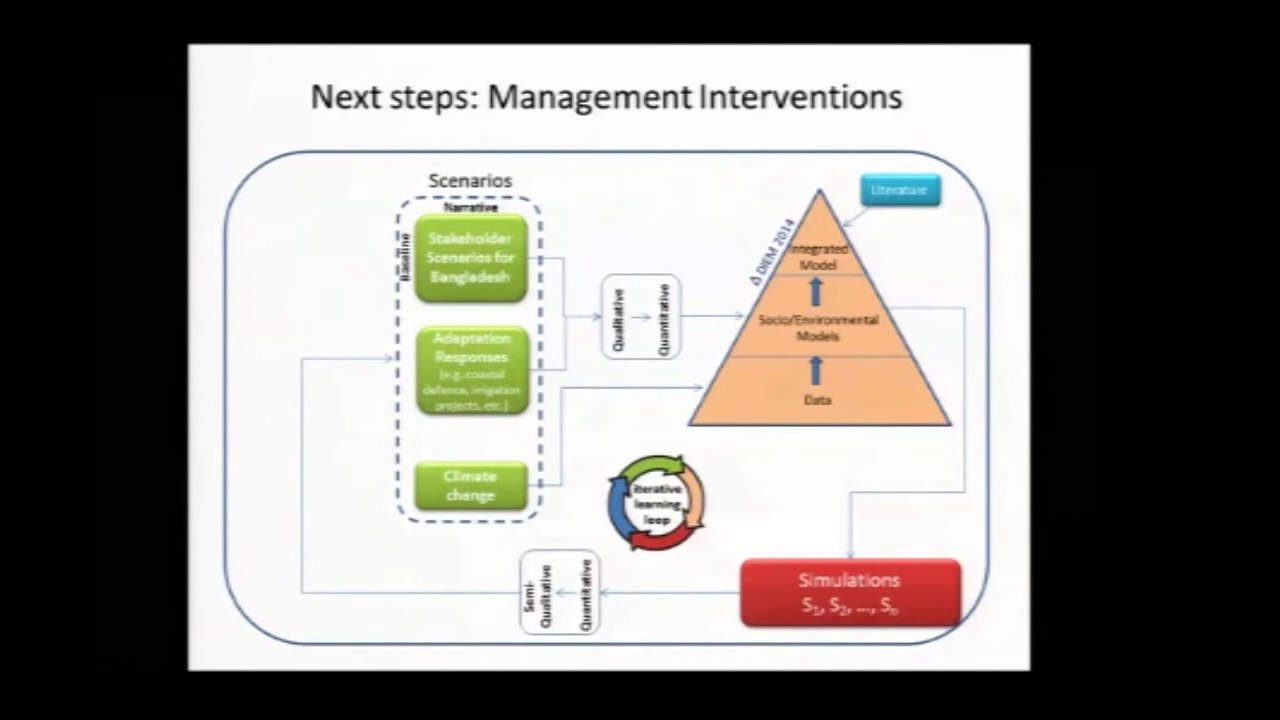 Next steps: Management Interventions
Scenarios
Narrative
Baseline
Stakeholder
Scenarios for
Bangladesh
Adaptation
Responses
(e.g. coastal
defence, irrigation
projects, etc.)
Climate
change
Qualitative
Quantitative
Literature
Δ DIEM 2014
Integrated
Model
Socio/Environmental
Models
Data
iterative
learning
loop
Semi-
Qualitative
Quantitative
Simulations
S1, S2, ..., Sn